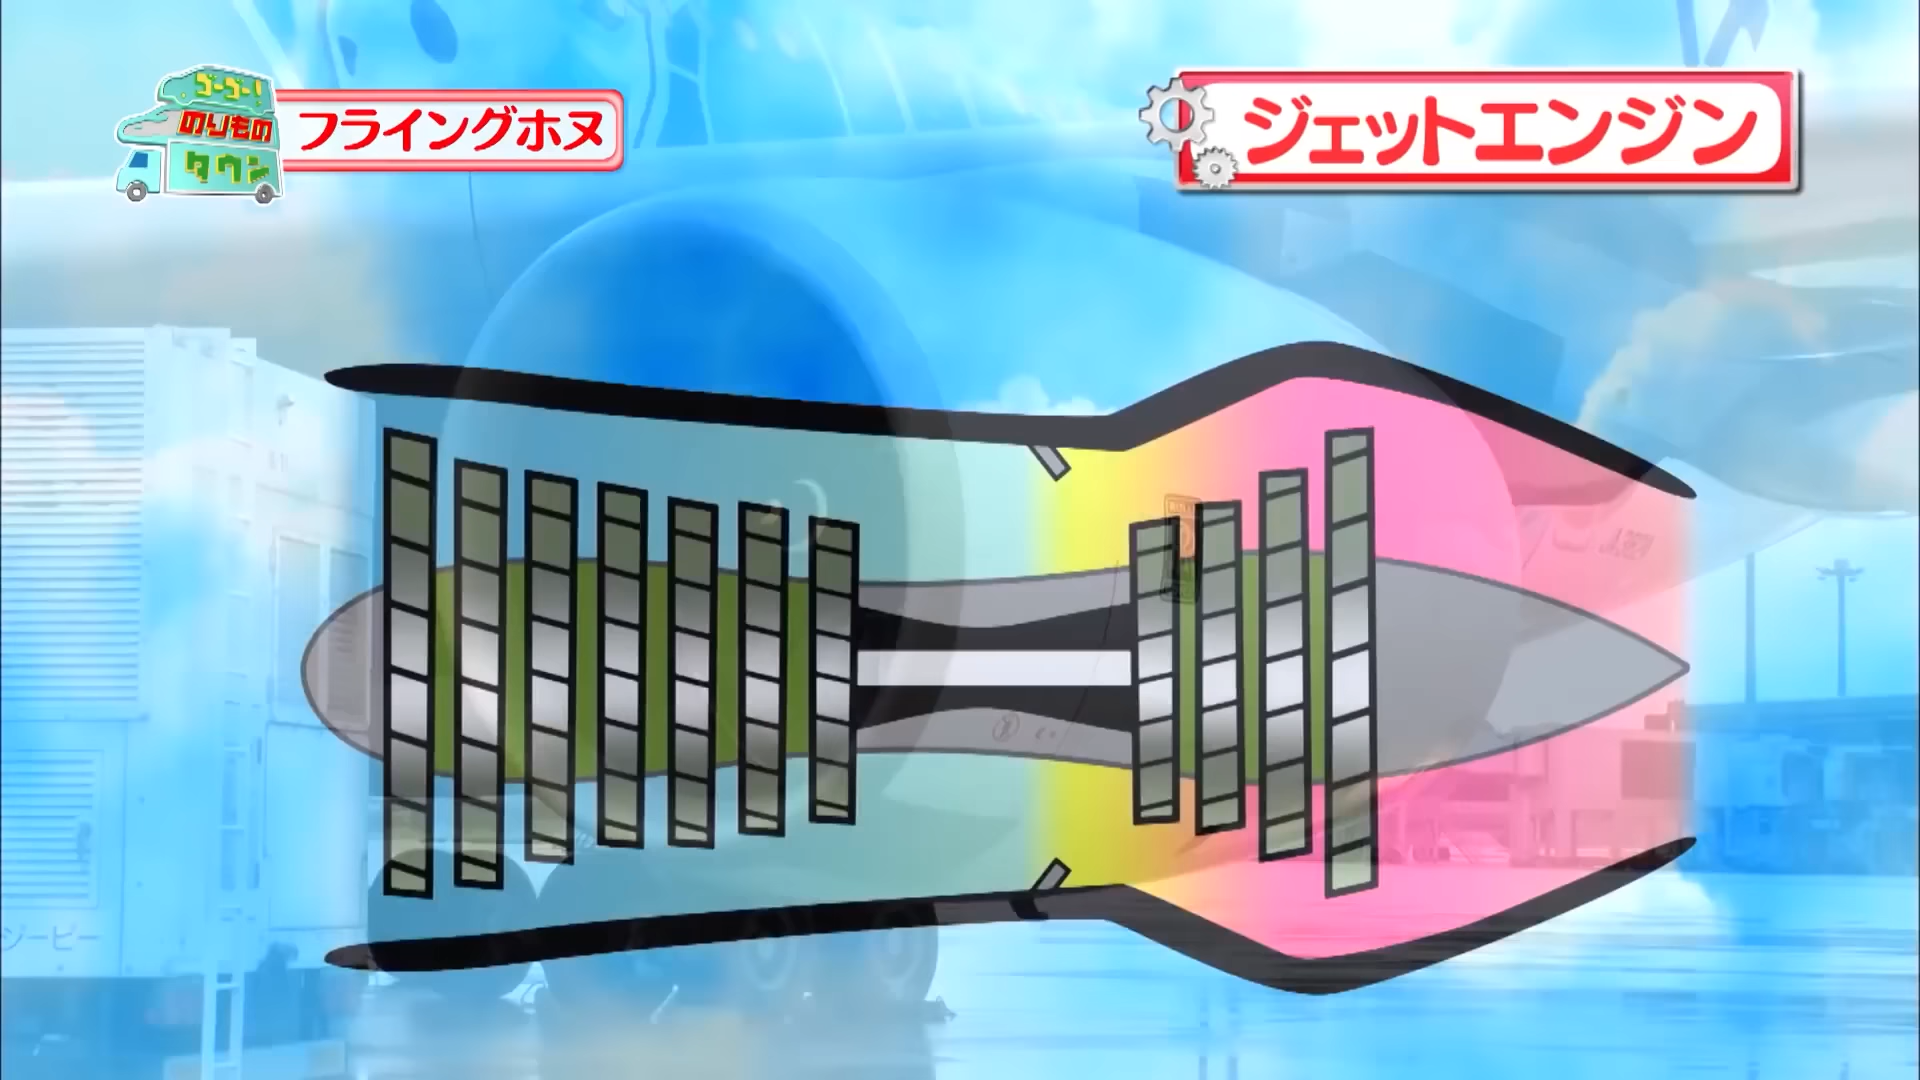 ゴーゴー!
のりもの
タウン
フライングホヌ
ジェットエンジン
ジーピー